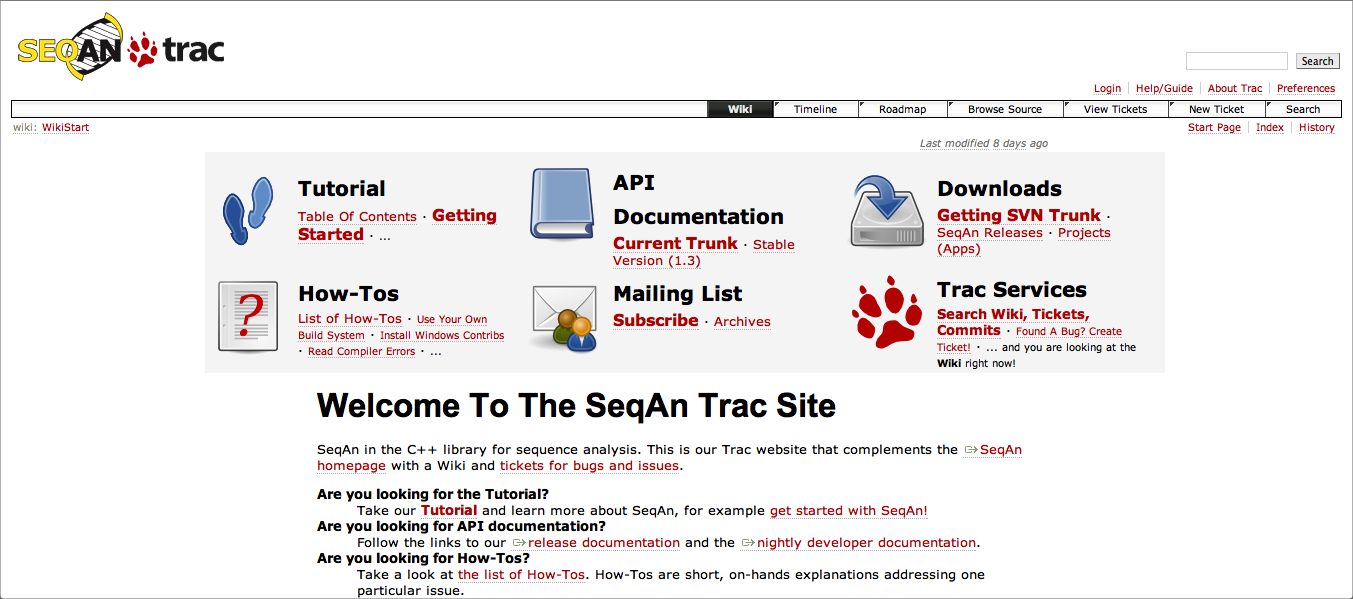 SEQAN trac
Search
Login Help/Guide About Trac Preferences
Wiki Timeline Roadmap Browse Source View Tickets New Ticket Search
wiki: WikiStart
Start Page Index History
Last modified 8 days ago
Tutorial
Table Of Contents · Getting
Started · ...
API
Documentation
Current Trunk · Stable
Version (1.3)
Downloads
Getting SVN Trunk ·
SeqAn Releases · Projects
(Apps)
?
How-Tos
List of How-Tos · Use Your Own
Build System · Install Windows Contribs
· Read Compiler Errors · ...
Mailing List
Subscribe · Archives
Trac Services
Search Wiki, Tickets,
Commits · Found A Bug? Create
Ticket! · ... and you are looking at the
Wiki right now!
Welcome To The SeqAn Trac Site
SeqAn in the C++ library for sequence analysis. This is our Trac website that complements the SeqAn
homepage with a Wiki and tickets for bugs and issues.
Are you looking for the Tutorial?
Take our Tutorial and learn more about SeqAn, for example get started with SeqAn!
Are you looking for API documentation?
Follow the links to our release documentation and the nightly developer documentation.
Are you looking for How-Tos?
Take a look at the list of How-Tos. How-Tos are short, on-hands explanations addressing one
particular issue.